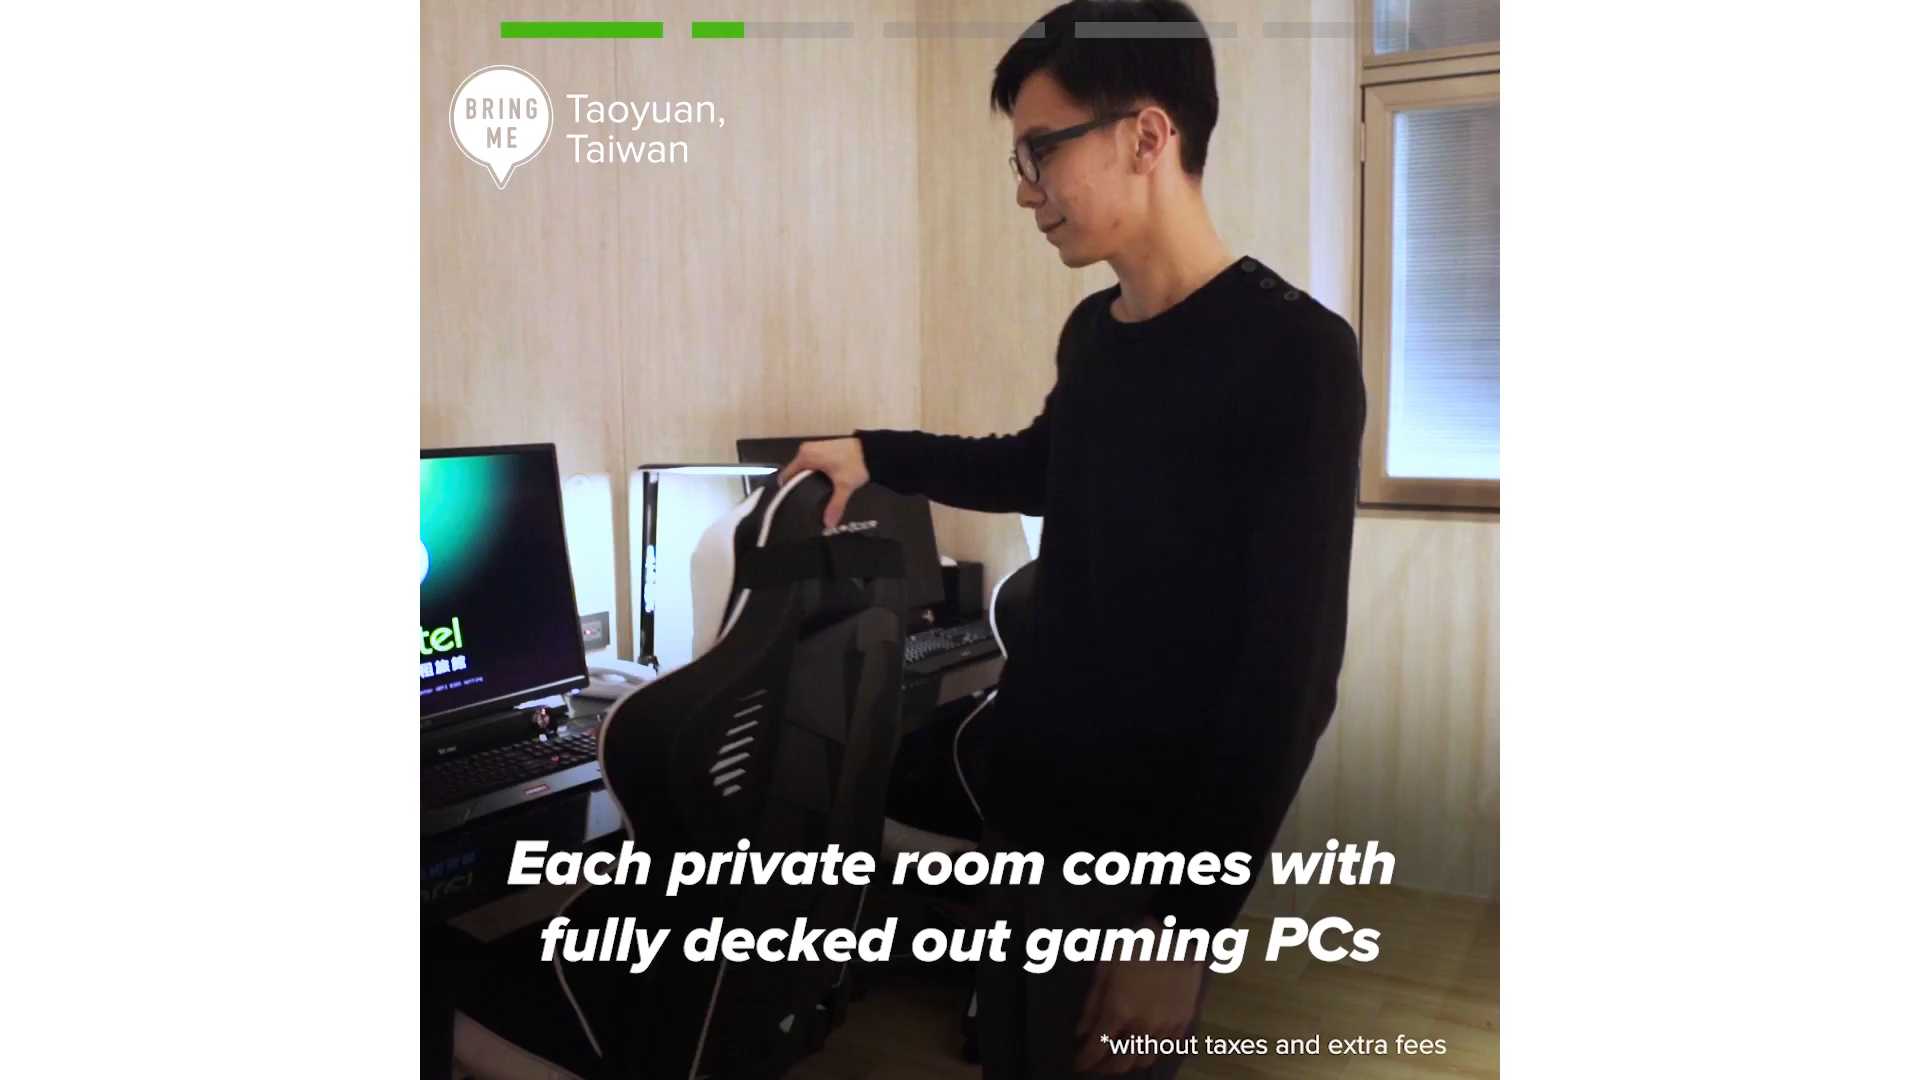 BRING
ME
Taoyuan,
Taiwan
tel
Each private room comes with
fully decked out gaming PCs
*without taxes and extra fees